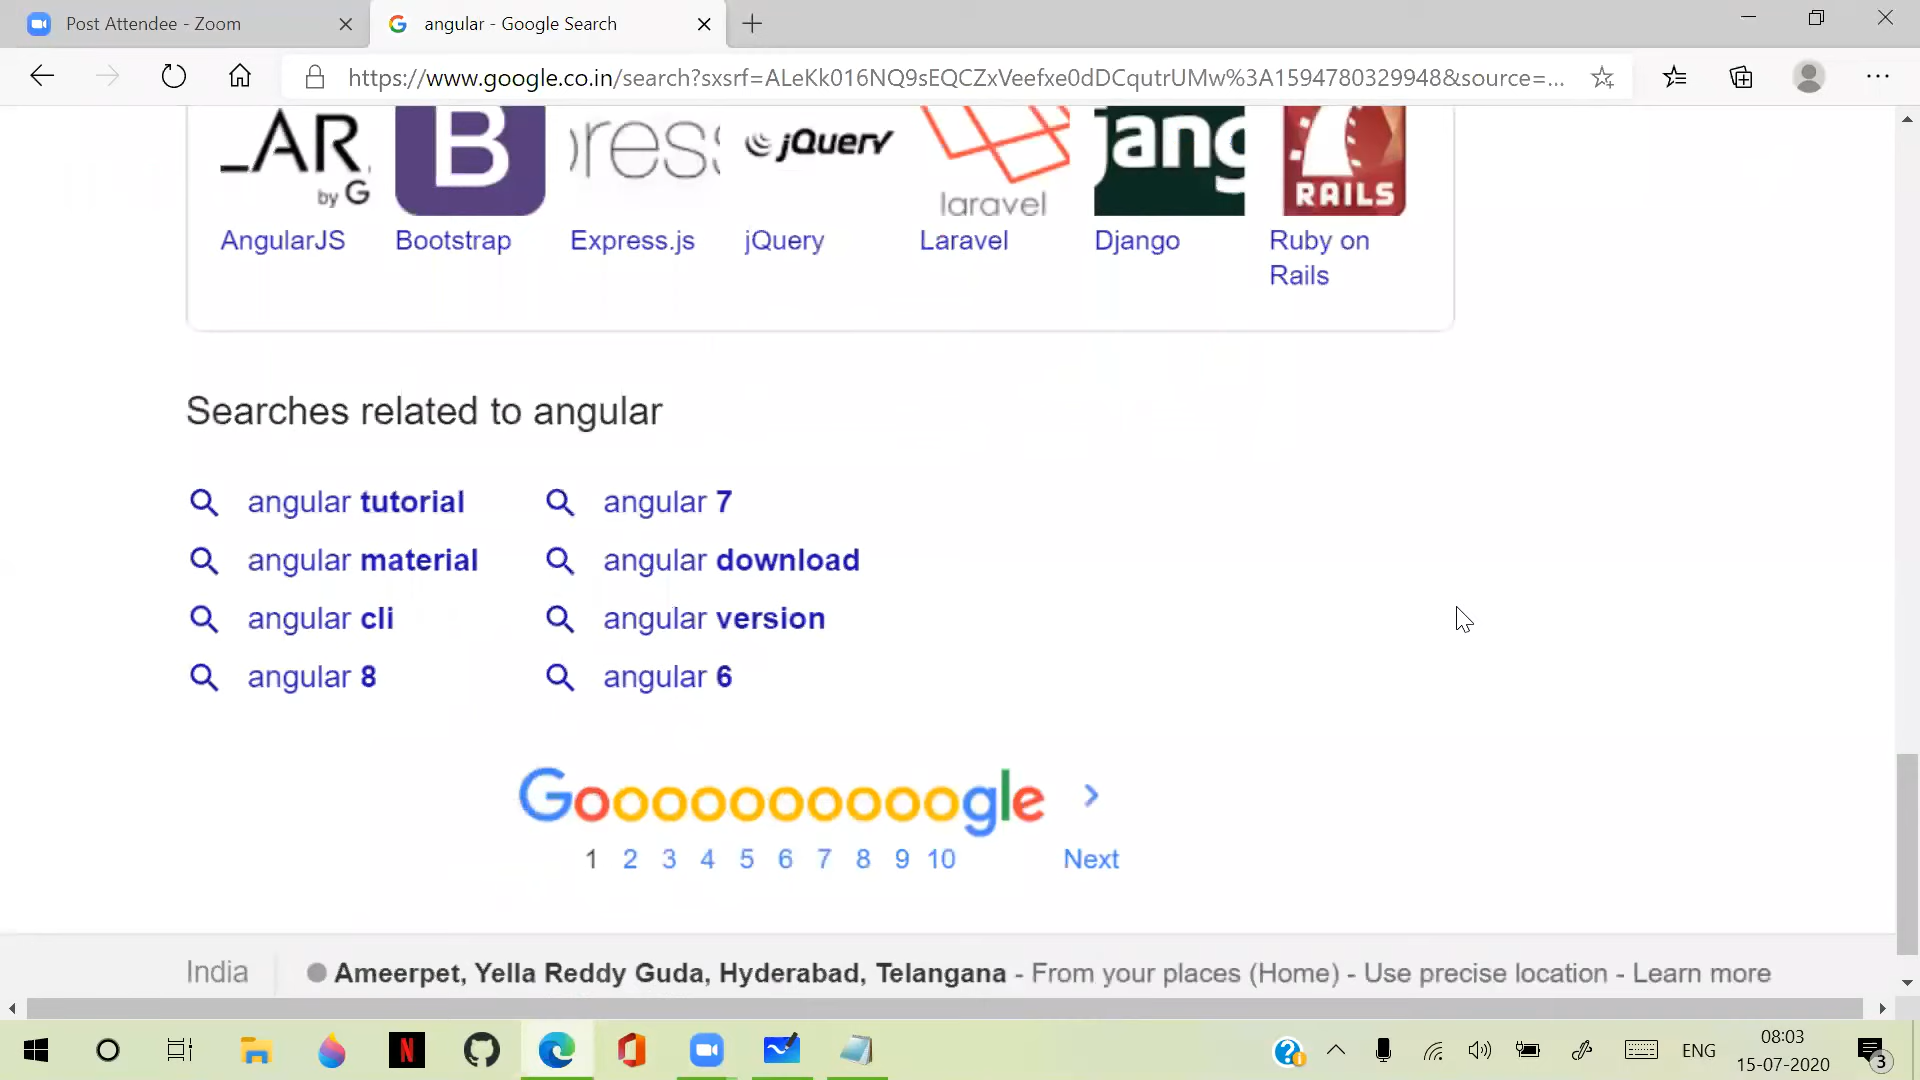 Post Attendee - Zoom
angular - Google Search
https://www.google.co.in/search?sxsrf=ALeKk016NQ9sEQCZxVeefxe0dDCqutrUMw%3A1594780329948&source=...
_AR
by G
B
ress
jQuery
laravel
jang
RAILS
AngularJS
Bootstrap
Express.js
jQuery
Laravel
Django
Ruby on
Rails
Searches related to angular
angular tutorial
angular 7
angular material
angular download
angular cli
angular version
angular 8
angular 6
Goooooooooogle >
1 2 3 4 5 6 7 8 9 10 Next
India
Ameerpet, Yella Reddy Guda, Hyderabad, Telangana - From your places (Home) - Use precise location - Learn more
N
ENG
08:03
15-07-2020
3